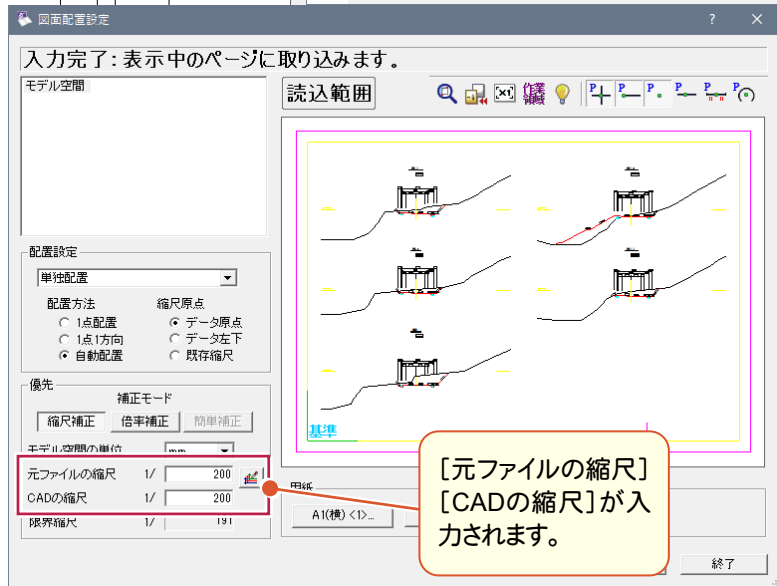 図面配置設定
入力完了：表示中のページに取り込みます。
モデル空間
読込範囲
作業領域
配置設定
単独配置
配置方法 縮尺原点
1点配置 データ原点
1点1方向 データ左下
自動配置 既存縮尺
優先
補正モード
縮尺補正 倍率補正 簡単補正
モデル空間の単位 mm
元ファイルの縮尺 1/ 200
CADの縮尺 1/ 200
限界縮尺 1/ 191
基準
用紙
A1(横) <1>...
[元ファイルの縮尺]
[CADの縮尺]が入
力されます。
終了